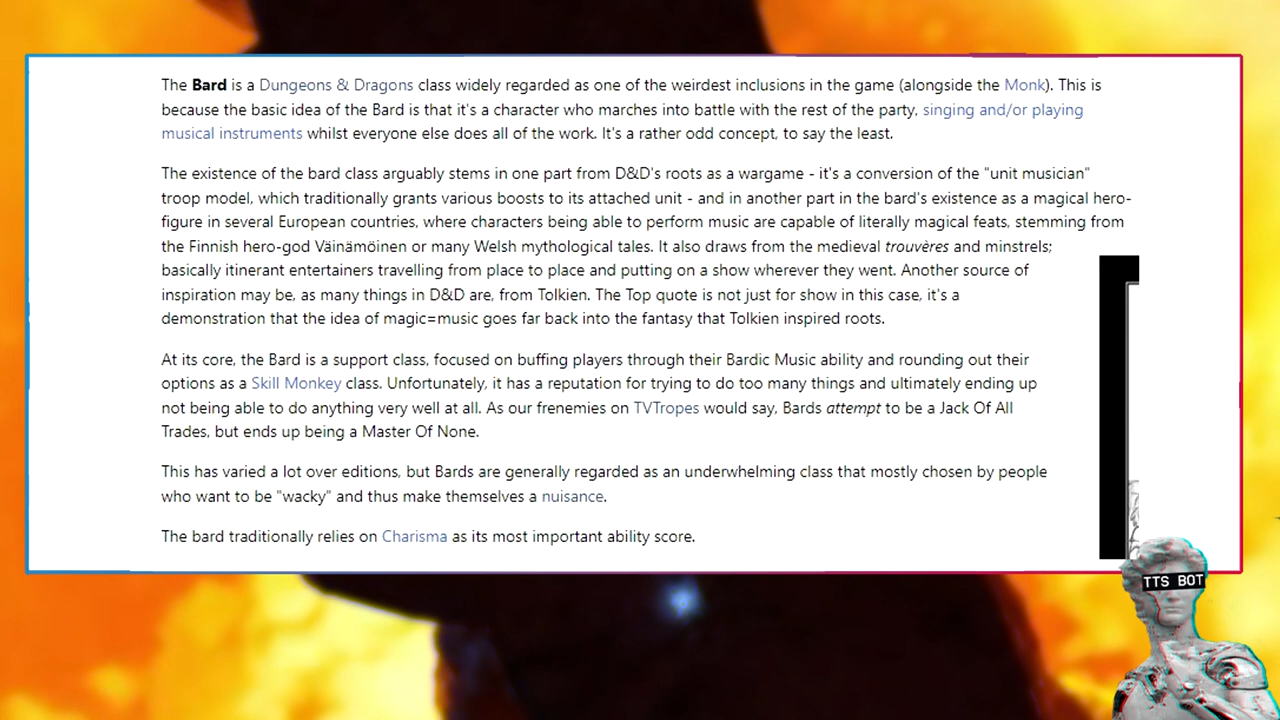 The Bard is a Dungeons & Dragons class widely regarded as one of the weirdest inclusions in the game (alongside the Monk). This is
because the basic idea of the Bard is that it's a character who marches into battle with the rest of the party, singing and/or playing
musical instruments whilst everyone else does all of the work. It's a rather odd concept, to say the least.
The existence of the bard class arguably stems in one part from D&D's roots as a wargame - it's a conversion of the "unit musician"
troop model, which traditionally grants various boosts to its attached unit - and in another part in the bard's existence as a magical hero-
figure in several European countries, where characters being able to perform music are capable of literally magical feats, stemming from
the Finnish hero-god Väinämöinen or many Welsh mythological tales. It also draws from the medieval trouvères and minstrels;
basically itinerant entertainers travelling from place to place and putting on a show wherever they went. Another source of
inspiration may be, as many things in D&D are, from Tolkien. The Top quote is not just for show in this case, it's a
demonstration that the idea of magic=music goes far back into the fantasy that Tolkien inspired roots.
At its core, the Bard is a support class, focused on buffing players through their Bardic Music ability and rounding out their
options as a Skill Monkey class. Unfortunately, it has a reputation for trying to do too many things and ultimately ending up
not being able to do anything very well at all. As our frenemies on TVTropes would say, Bards attempt to be a Jack Of All
Trades, but ends up being a Master Of None.
This has varied a lot over editions, but Bards are generally regarded as an underwhelming class that mostly chosen by people
who want to be "wacky" and thus make themselves a nuisance.
The bard traditionally relies on Charisma as its most important ability score.
TTS BOT